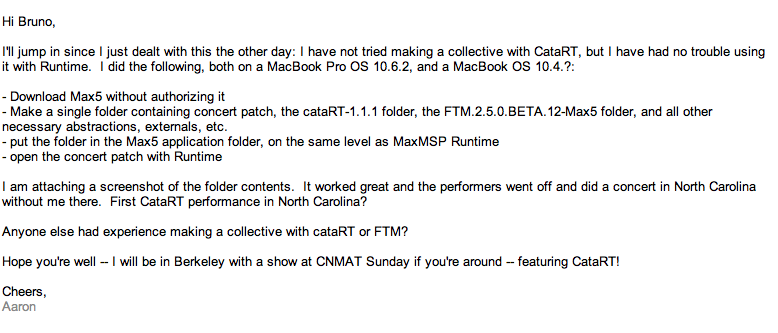 Hi Bruno,
I'll jump in since I just dealt with this the other day: I have not tried making a collective with CataRT, but I have had no trouble using
it with Runtime.  I did the following, both on a MacBook Pro OS 10.6.2, and a MacBook OS 10.4.?:
- Download Max5 without authorizing it
- Make a single folder containing concert patch, the cataRT-1.1.1 folder, the FTM.2.5.0.BETA.12-Max5 folder, and all other
necessary abstractions, externals, etc.
- put the folder in the Max5 application folder, on the same level as MaxMSP Runtime
- open the concert patch with Runtime
I am attaching a screenshot of the folder contents.  It worked great and the performers went off and did a concert in North Carolina
without me there.  First CataRT performance in North Carolina?
Anyone else had experience making a collective with cataRT or FTM?
Hope you're well -- I will be in Berkeley with a show at CNMAT Sunday if you're around -- featuring CataRT!
Cheers,
Aaron